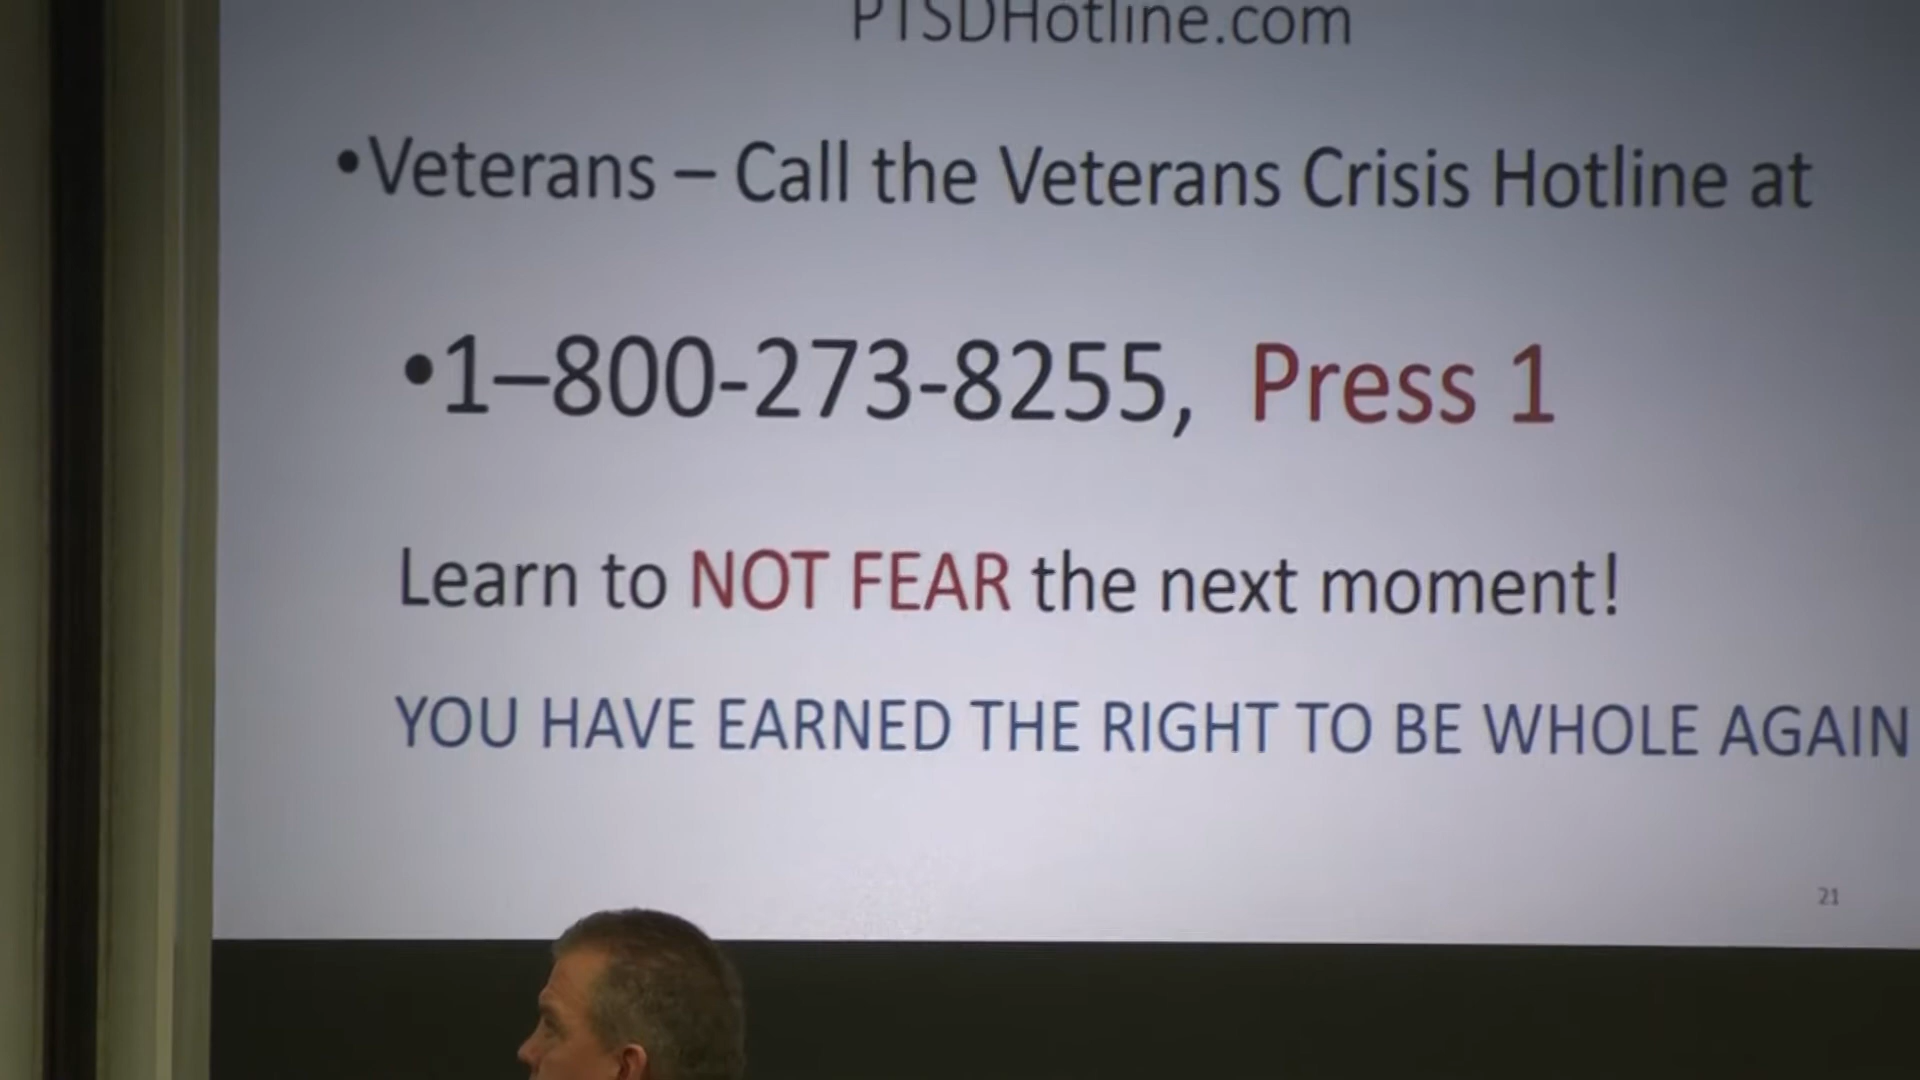 PTSDHotline.com
•Veterans – Call the Veterans Crisis Hotline at
•1–800-273-8255, Press 1
Learn to NOT FEAR the next moment!
YOU HAVE EARNED THE RIGHT TO BE WHOLE AGAIN
21